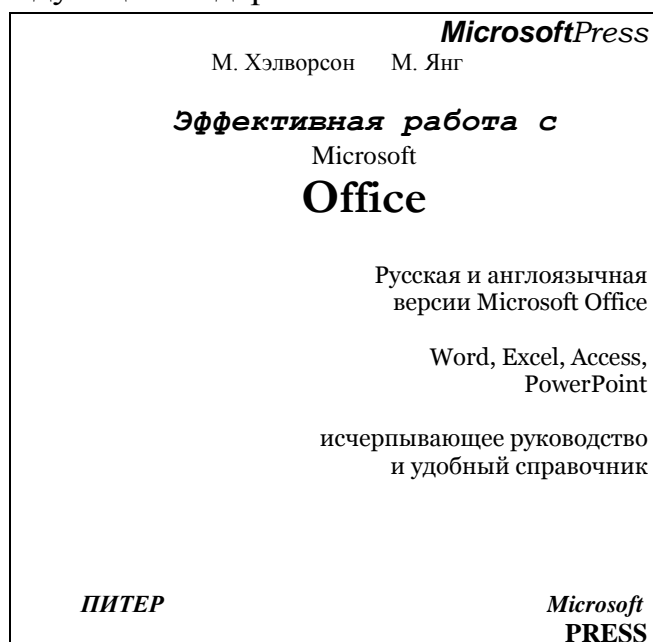 MicrosoftPress
М. Хэлворсон М. Янг
Эффективная работа с
Microsoft
Office
Русская и англоязычная
версии Microsoft Office
Word, Excel, Access,
PowerPoint
исчерпывающее руководство
и удобный справочник
ПИТЕР Microsoft
PRESS